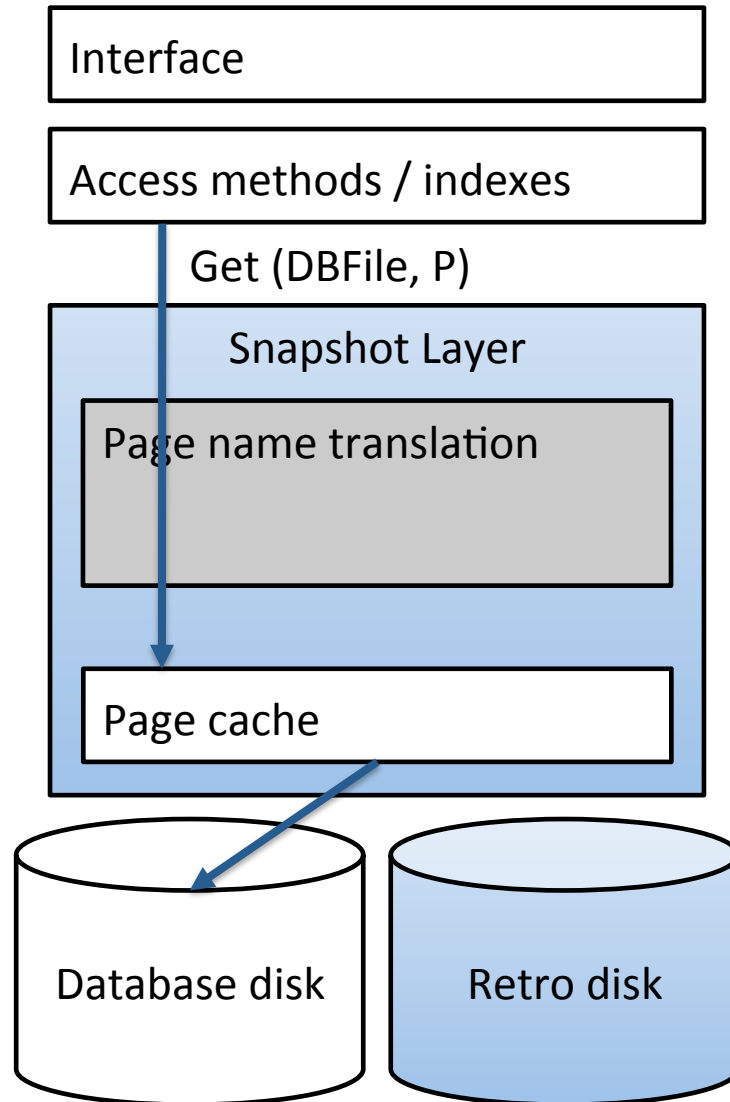 Interface
Access methods / indexes
Get (DBFile, P)
Snapshot Layer
Page name translation
Page cache
Database disk
Retro disk